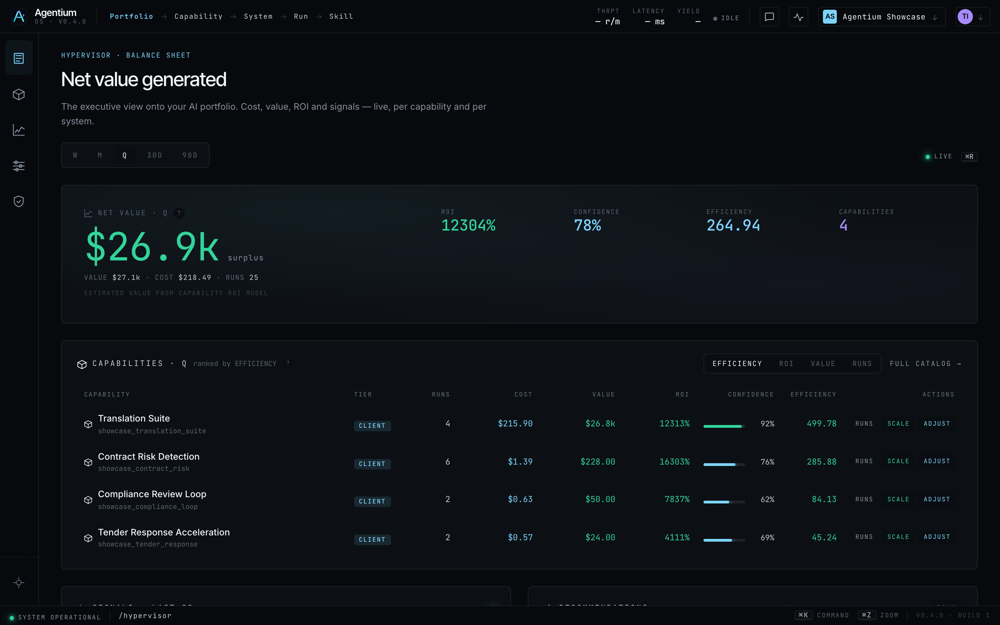 Agentium
OS · V0.4.0
Portfolio → Capability → System → Run → Skill
THRPT
— r/m
LATENCY
— ms
YIELD
—
IDLE
AS Agentium Showcase ↓
TI ↓
HYPERVISOR · BALANCE SHEET
Net value generated
The executive view onto your AI portfolio. Cost, value, ROI and signals — live, per capability and per
system.
W M Q 30D 90D
LIVE ⌘R
NET VALUE · Q ?
$26.9k surplus
VALUE $27.1k · COST $218.49 · RUNS 25
ESTIMATED VALUE FROM CAPABILITY ROI MODEL
ROI
12304%
CONFIDENCE
78%
EFFICIENCY
264.94
CAPABILITIES
4
CAPABILITIES · Q ranked by EFFICIENCY ?
EFFICIENCY ROI VALUE RUNS FULL CATALOG →
CAPABILITY TIER RUNS COST VALUE ROI CONFIDENCE EFFICIENCY ACTIONS
Translation Suite
showcase_translation_suite
CLIENT 4 $215.90 $26.8k 12313% 92% 499.78 RUNS SCALE ADJUST
Contract Risk Detection
showcase_contract_risk
CLIENT 6 $1.39 $228.00 16303% 76% 285.88 RUNS SCALE ADJUST
Compliance Review Loop
showcase_compliance_loop
CLIENT 2 $0.63 $50.00 7837% 62% 84.13 RUNS SCALE ADJUST
Tender Response Acceleration
showcase_tender_response
CLIENT 2 $0.57 $24.00 4111% 69% 45.24 RUNS SCALE ADJUST
SYSTEM OPERATIONAL /hypervisor
⌘K COMMAND ⌘Z ZOOM V0.4.0 · BUILD 1